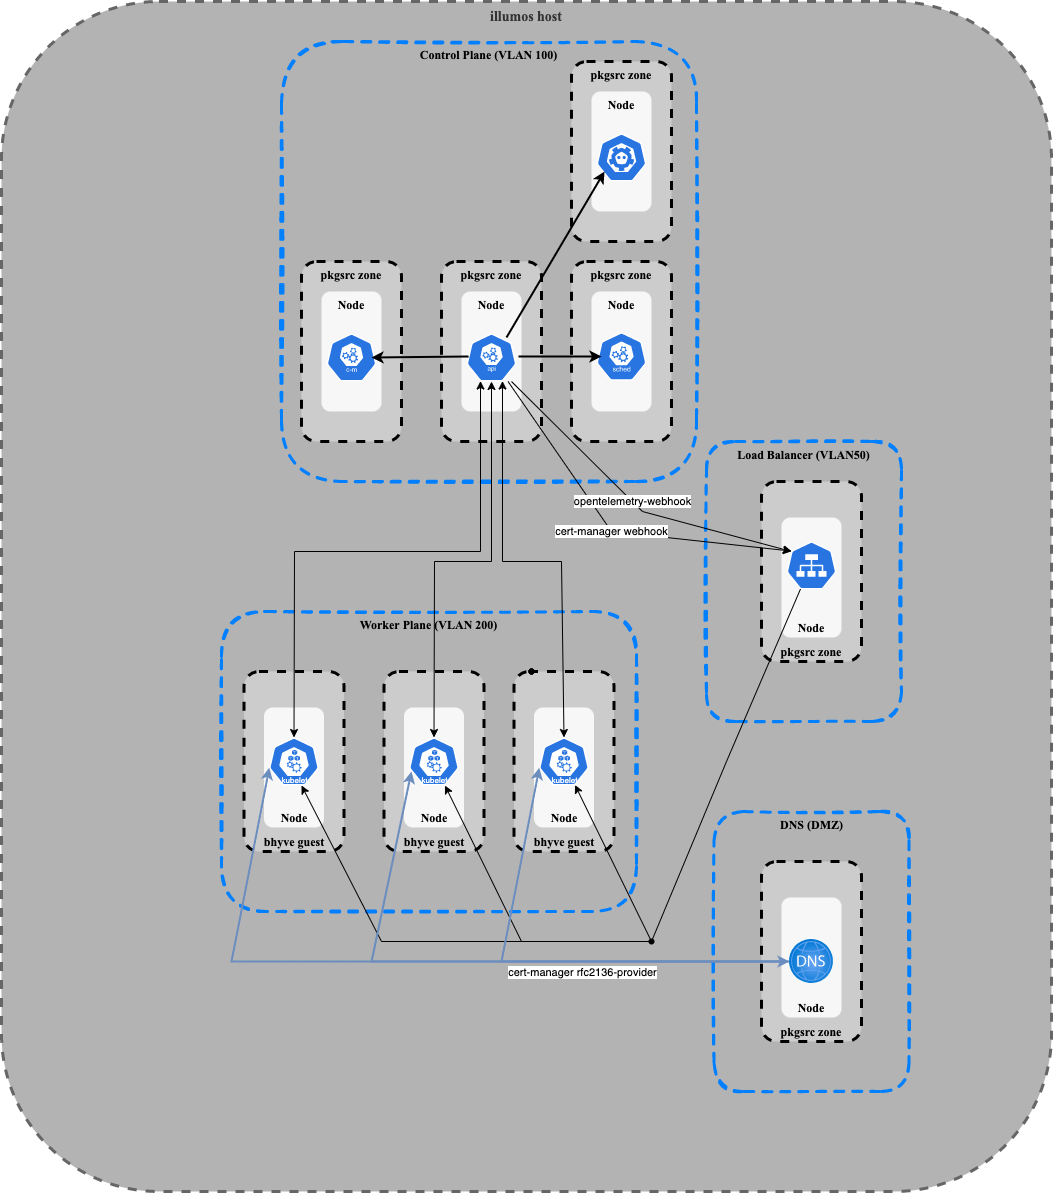 illumos host
Control Plane (VLAN 100)
pkgsrc zone
Node
pkgsrc zone
Node
c-m
pkgsrc zone
Node
api
pkgsrc zone
Node
sched
Load Balancer (VLAN50)
Node
pkgsrc zone
opentelemetry-webhook
cert-manager webhook
Worker Plane (VLAN 200)
kubelet
Node
bhyve guest
kubelet
Node
bhyve guest
kubelet
Node
bhyve guest
DNS (DMZ)
DNS
Node
pkgsrc zone
cert-manager rfc2136-provider